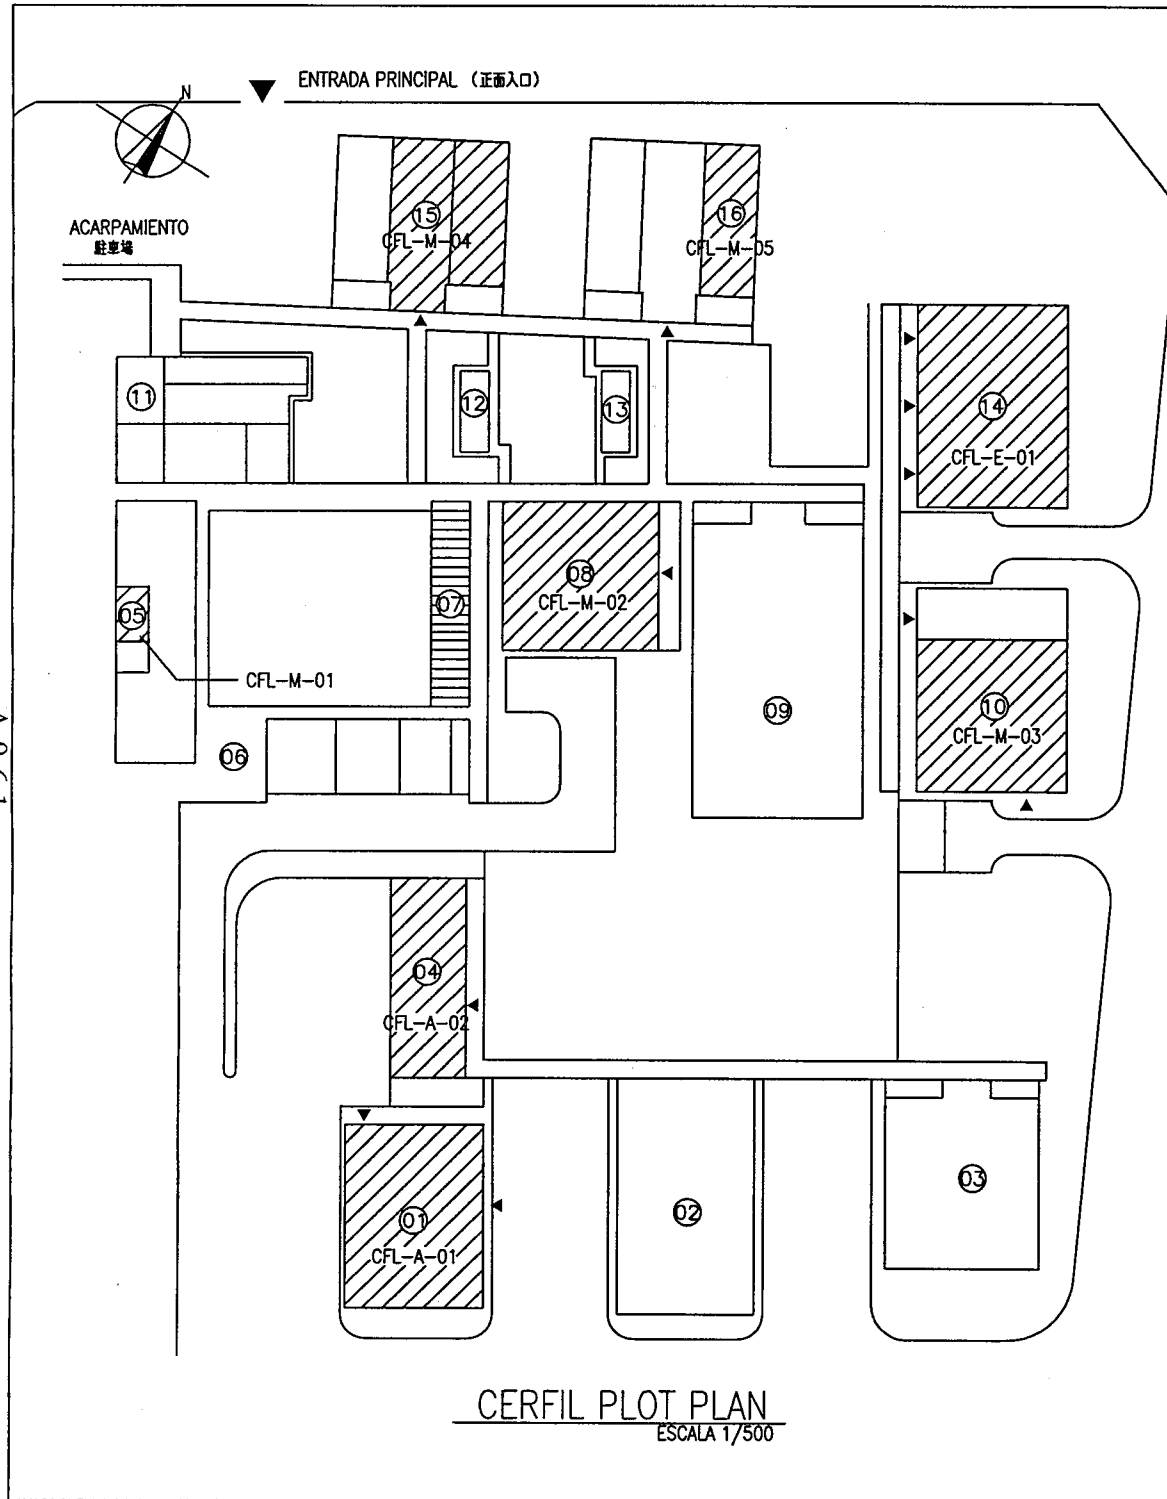 ENTRADA PRINCIPAL (正面入口)
N
ACARPAMIENTO
駐車場
15
CFL-M-04
16
CFL-M-05
11
12
13
14
CFL-E-01
08
CFL-M-02
05
07
CFL-M-01
06
09
10
CFL-M-03
04
CFL-A-02
01
CFL-A-01
02
03
CERFIL PLOT PLAN
ESCALA 1/500